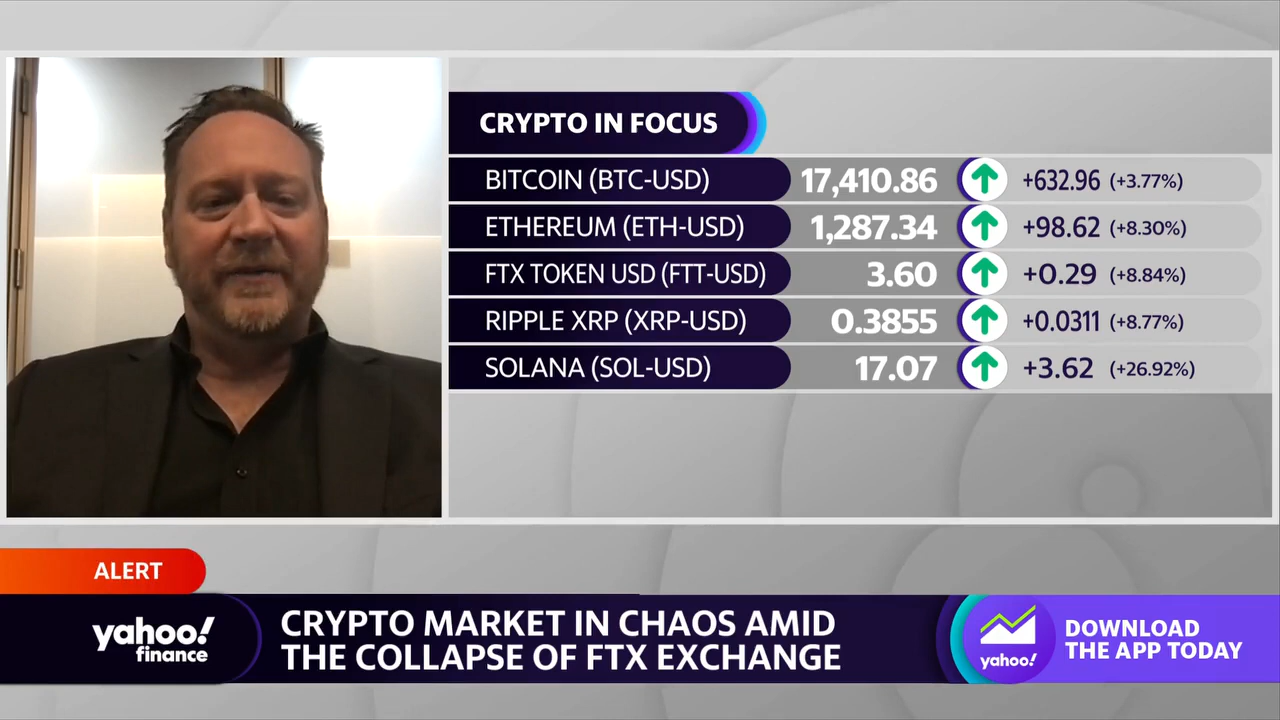 CRYPTO IN FOCUS
BITCOIN (BTC-USD) 17,410.86 +632.96 (+3.77%)
ETHEREUM (ETH-USD) 1,287.34 +98.62 (+8.30%)
FTX TOKEN USD (FTT-USD) 3.60 +0.29 (+8.84%)
RIPPLE XRP (XRP-USD) 0.3855 +0.0311 (+8.77%)
SOLANA (SOL-USD) 17.07 +3.62 (+26.92%)
ALERT
yahoo!
finance
CRYPTO MARKET IN CHAOS AMID
THE COLLAPSE OF FTX EXCHANGE
yahoo!
DOWNLOAD
THE APP TODAY